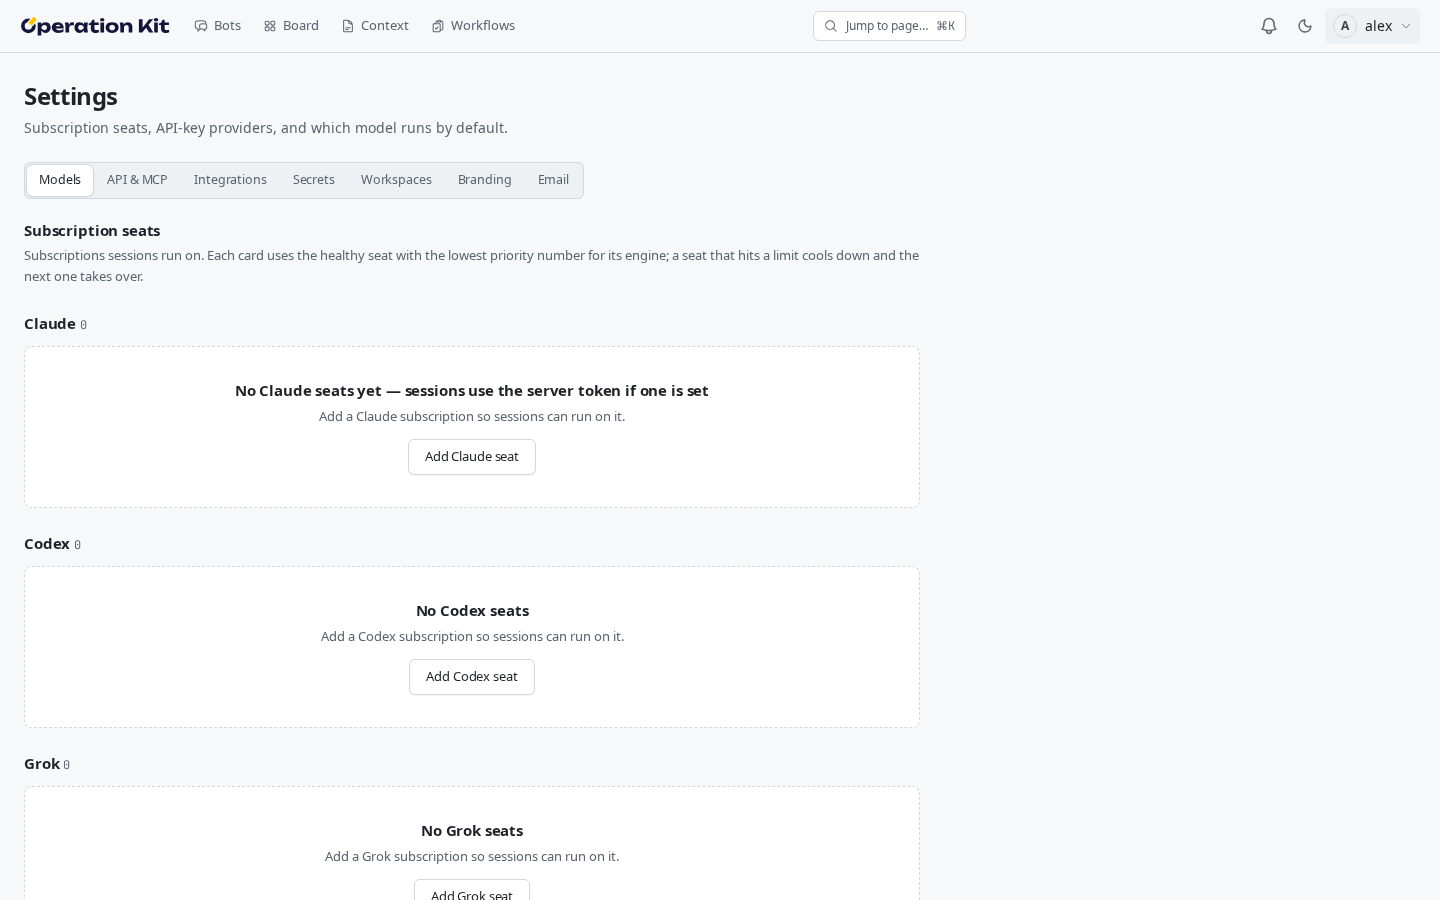 Operation Kit
Bots
Board
Context
Workflows
Jump to page... ⌘K
A
alex
Settings
Subscription seats, API-key providers, and which model runs by default.
Models
API & MCP
Integrations
Secrets
Workspaces
Branding
Email
Subscription seats
Subscriptions sessions run on. Each card uses the healthy seat with the lowest priority number for its engine; a seat that hits a limit cools down and the
next one takes over.
Claude 0
No Claude seats yet — sessions use the server token if one is set
Add a Claude subscription so sessions can run on it.
Add Claude seat
Codex 0
No Codex seats
Add a Codex subscription so sessions can run on it.
Add Codex seat
Grok 0
No Grok seats
Add a Grok subscription so sessions can run on it.
Add Grok seat